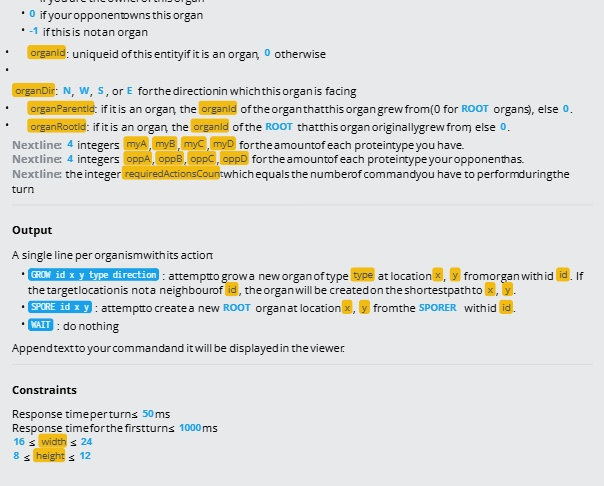 • 0 if your opponent owns this organ
• -1 if this is not an organ
• organId: unique id of this entity if it is an organ, 0 otherwise
•
organDir: N, W, S, or E for the direction in which this organ is facing
• organParentId: if it is an organ, the organId of the organ that this organ grew from (0 for ROOT organs), else 0.
• organRootId: if it is an organ, the organId of the ROOT that this organ originally grew from, else 0.
Next line: 4 integers myA, myB, myC, myD for the amount of each protein type you have.
Next line: 4 integers oppA, oppB, oppC, oppD for the amount of each protein type your opponent has.
Next line: the integer requiredActionsCount which equals the number of command you have to perform during the
turn
Output
A single line per organism with its action:
• GROW id x y type direction : attempt to grow a new organ of type type at location x, y from organ with id id. If
the target location is not a neighbour of id, the organ will be created on the shortest path to x, y.
• SPORE id x y : attempt to create a new ROOT organ at location x, y from the SPORER with id id.
• WAIT : do nothing
Append text to your command and it will be displayed in the viewer.
Constraints
Response time per turn ≤ 50 ms
Response time for the first turn ≤ 1000 ms
16 ≤ width ≤ 24
8 ≤ height ≤ 12